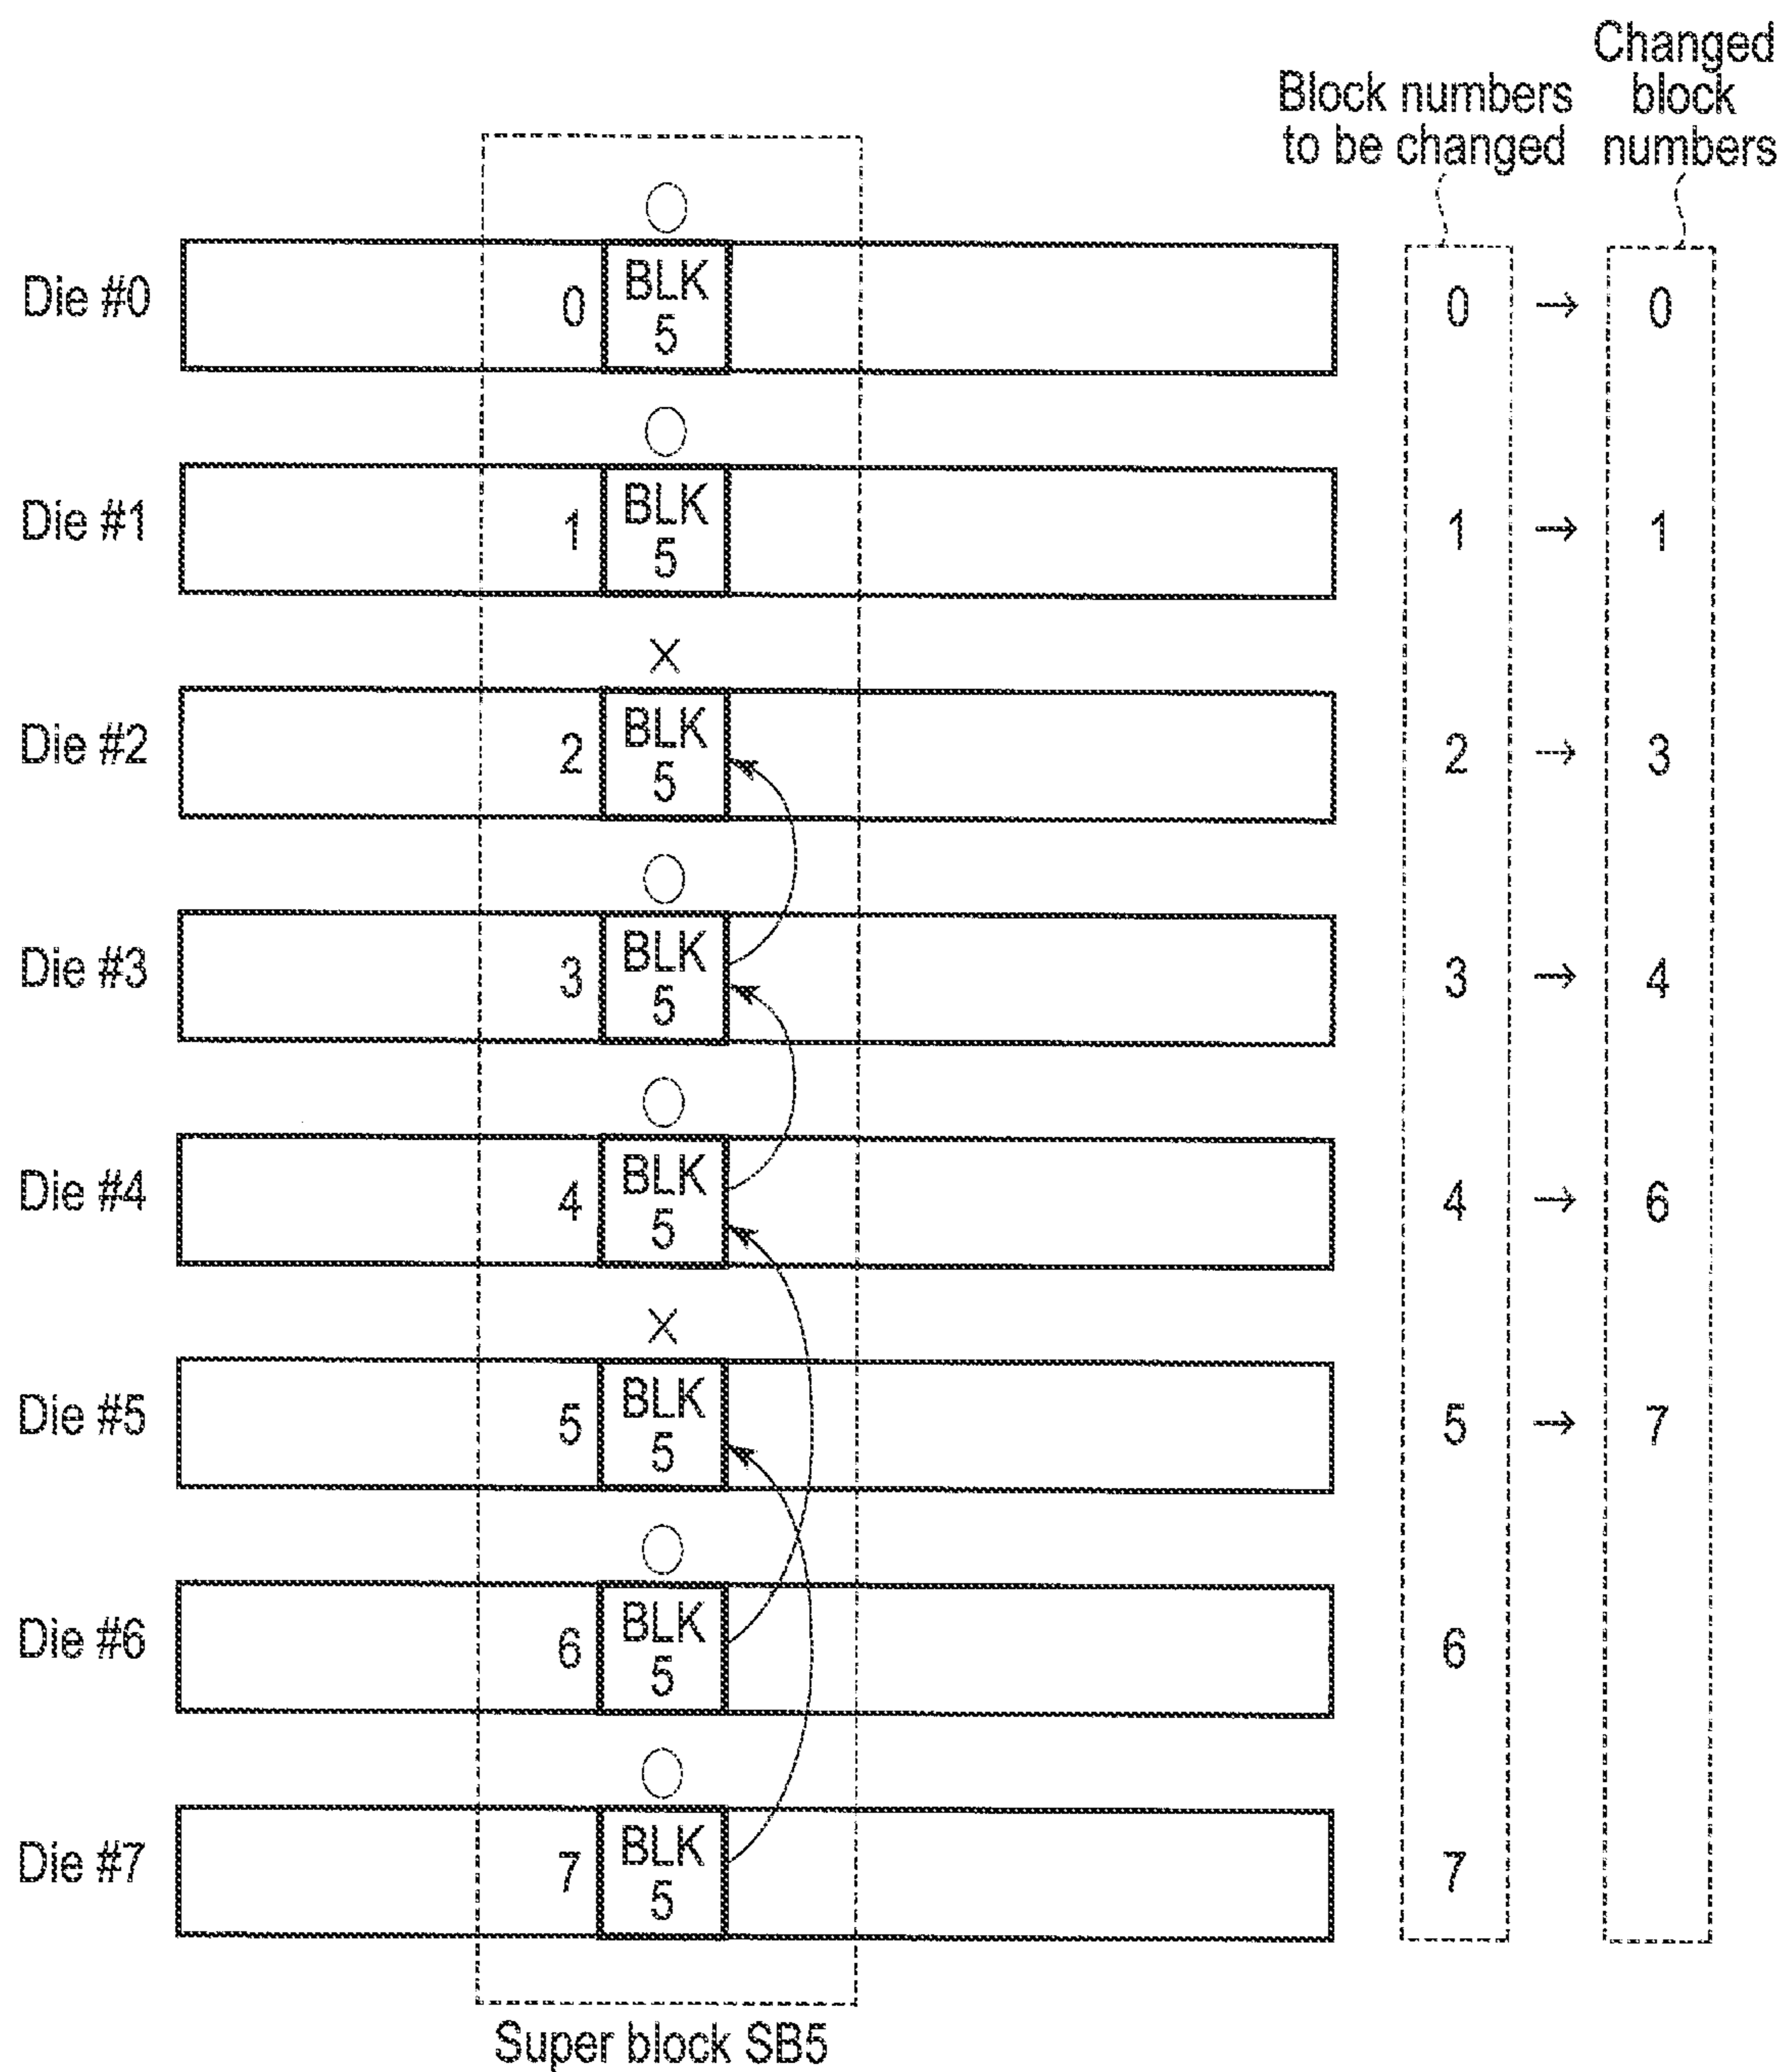 Changed
block
numbers
Block numbers
to be changed
Die #0
0
BLK
5
0 → 0
Die #1
1
BLK
5
1 → 1
×
Die #2
2
BLK
5
2 → 3
Die #3
3
BLK
5
3 → 4
Die #4
4
BLK
5
4 → 6
×
Die #5
5
BLK
5
5 → 7
Die #6
6
BLK
5
6
Die #7
7
BLK
5
7
Super block SB5